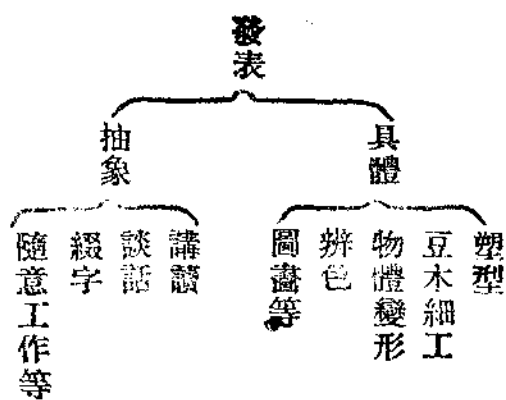 發表
具體
塑型
豆木細工
物體變形
辨色
圖畵等
抽象
講讀
談話
綴字
隨意工作等